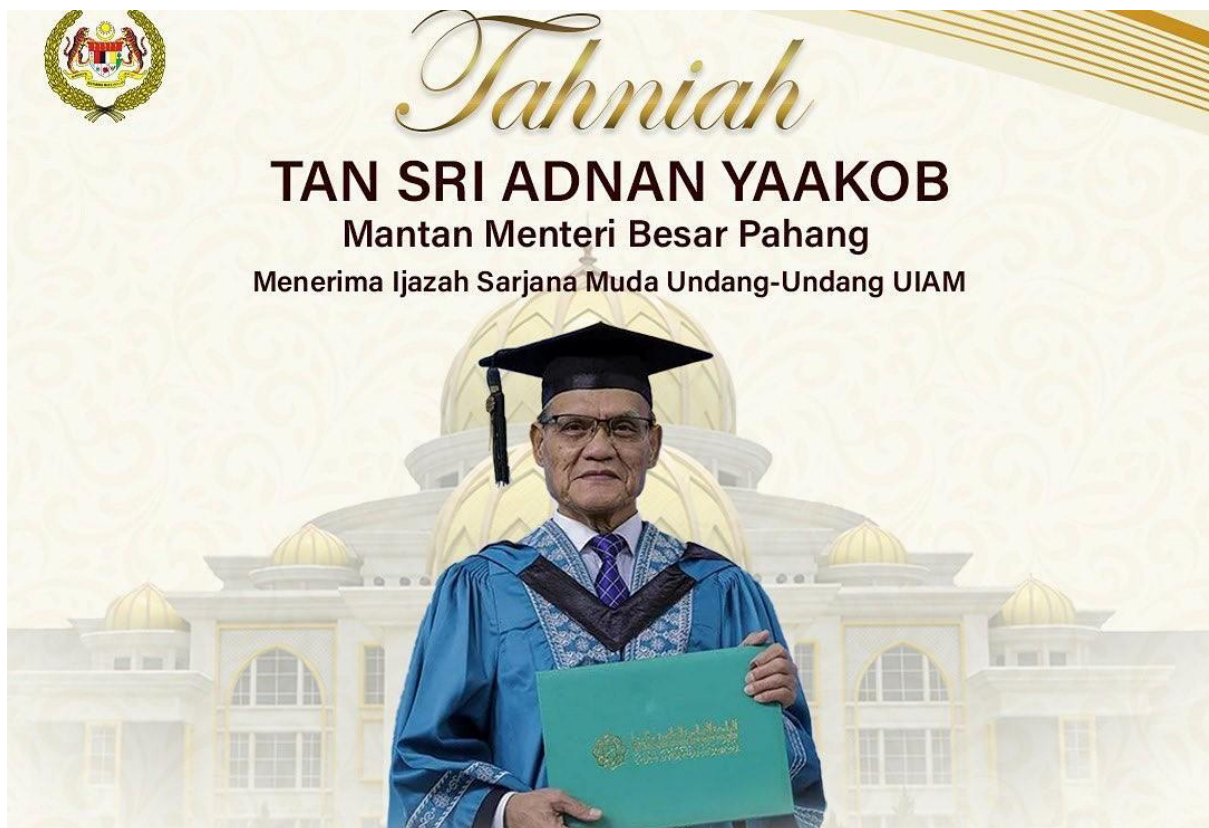 Tahniah
TAN SRI ADNAN YAAKOB
Mantan Menteri Besar Pahang
Menerima Ijazah Sarjana Muda Undang-Undang UIAM